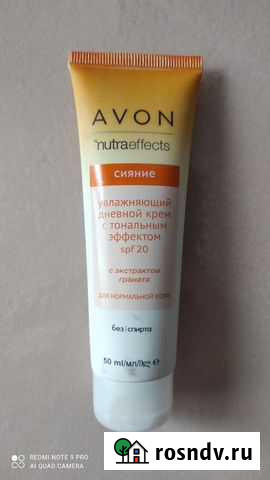 AVON
nutraeffects
сияние
увлажняющий
дневной крем
с тональным
эффектом
spf 20
с экстрактом
граната
для нормальной кожи
без спирта
50 ml/мл/
REDMI NOTE 9 PRO
AI QUAD CAMERA
rosndv.ru